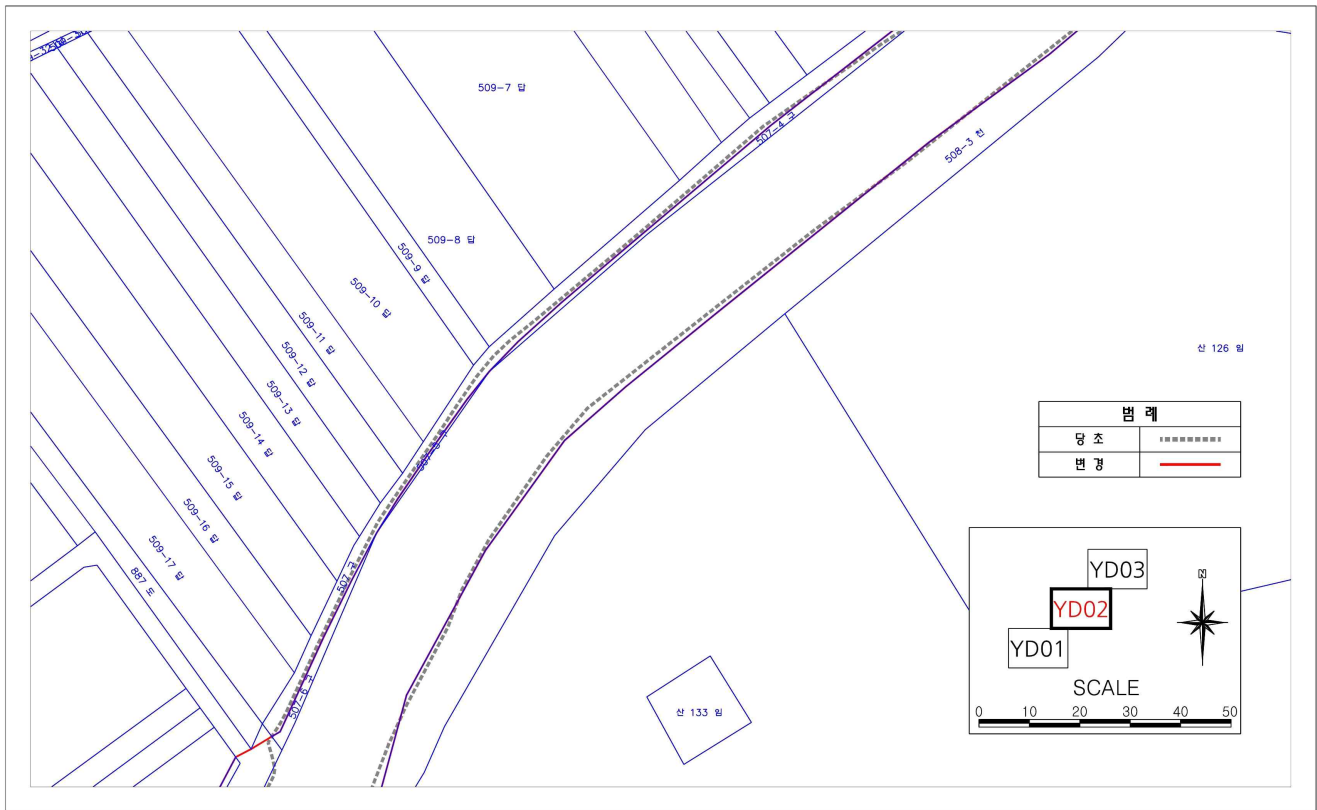 509-7 답
507-4 구
508-3 천
509-8 답
509-9 답
509-10 답
509-11 답
509-12 답
509-13 답
509-14 답
509-15 답
509-16 답
509-17 답
887 도
507 구
507-6 구
산 126 임
산 133 임
범 례
당 초
변 경
YD03
YD02
YD01
N
SCALE
0 10 20 30 40 50